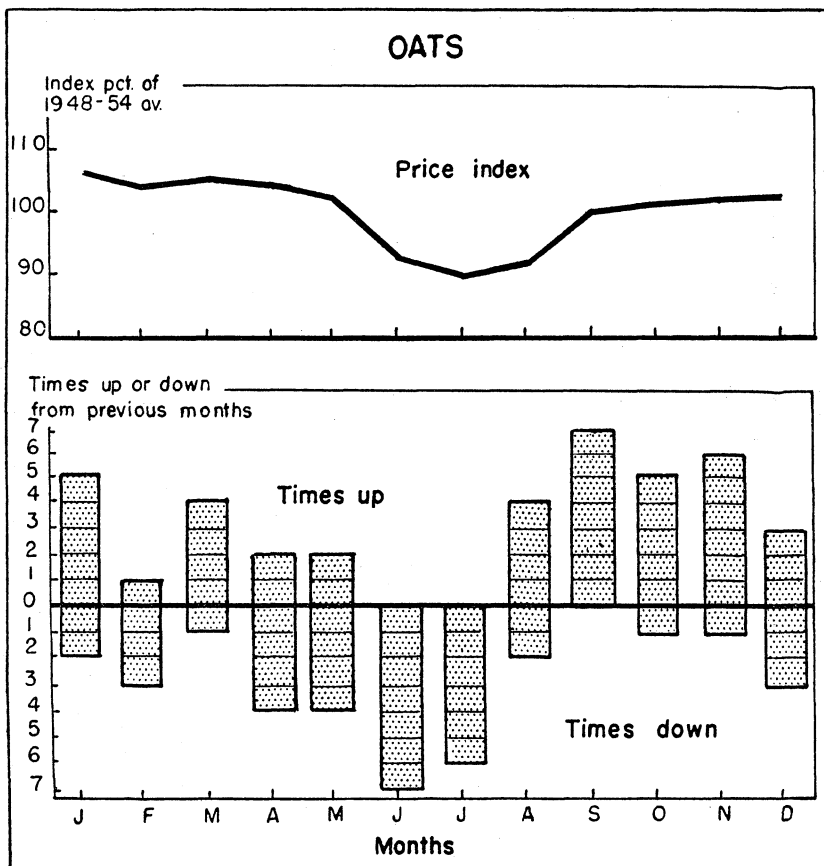 OATS
Index pct. of
1948-54 av.
110
100
90
80
Price index
Times up or down
from previous months
7
6
5
4
3
2
1
0
1
2
3
4
5
6
7
Times up
Times down
J F M A M J J A S O N D
Months